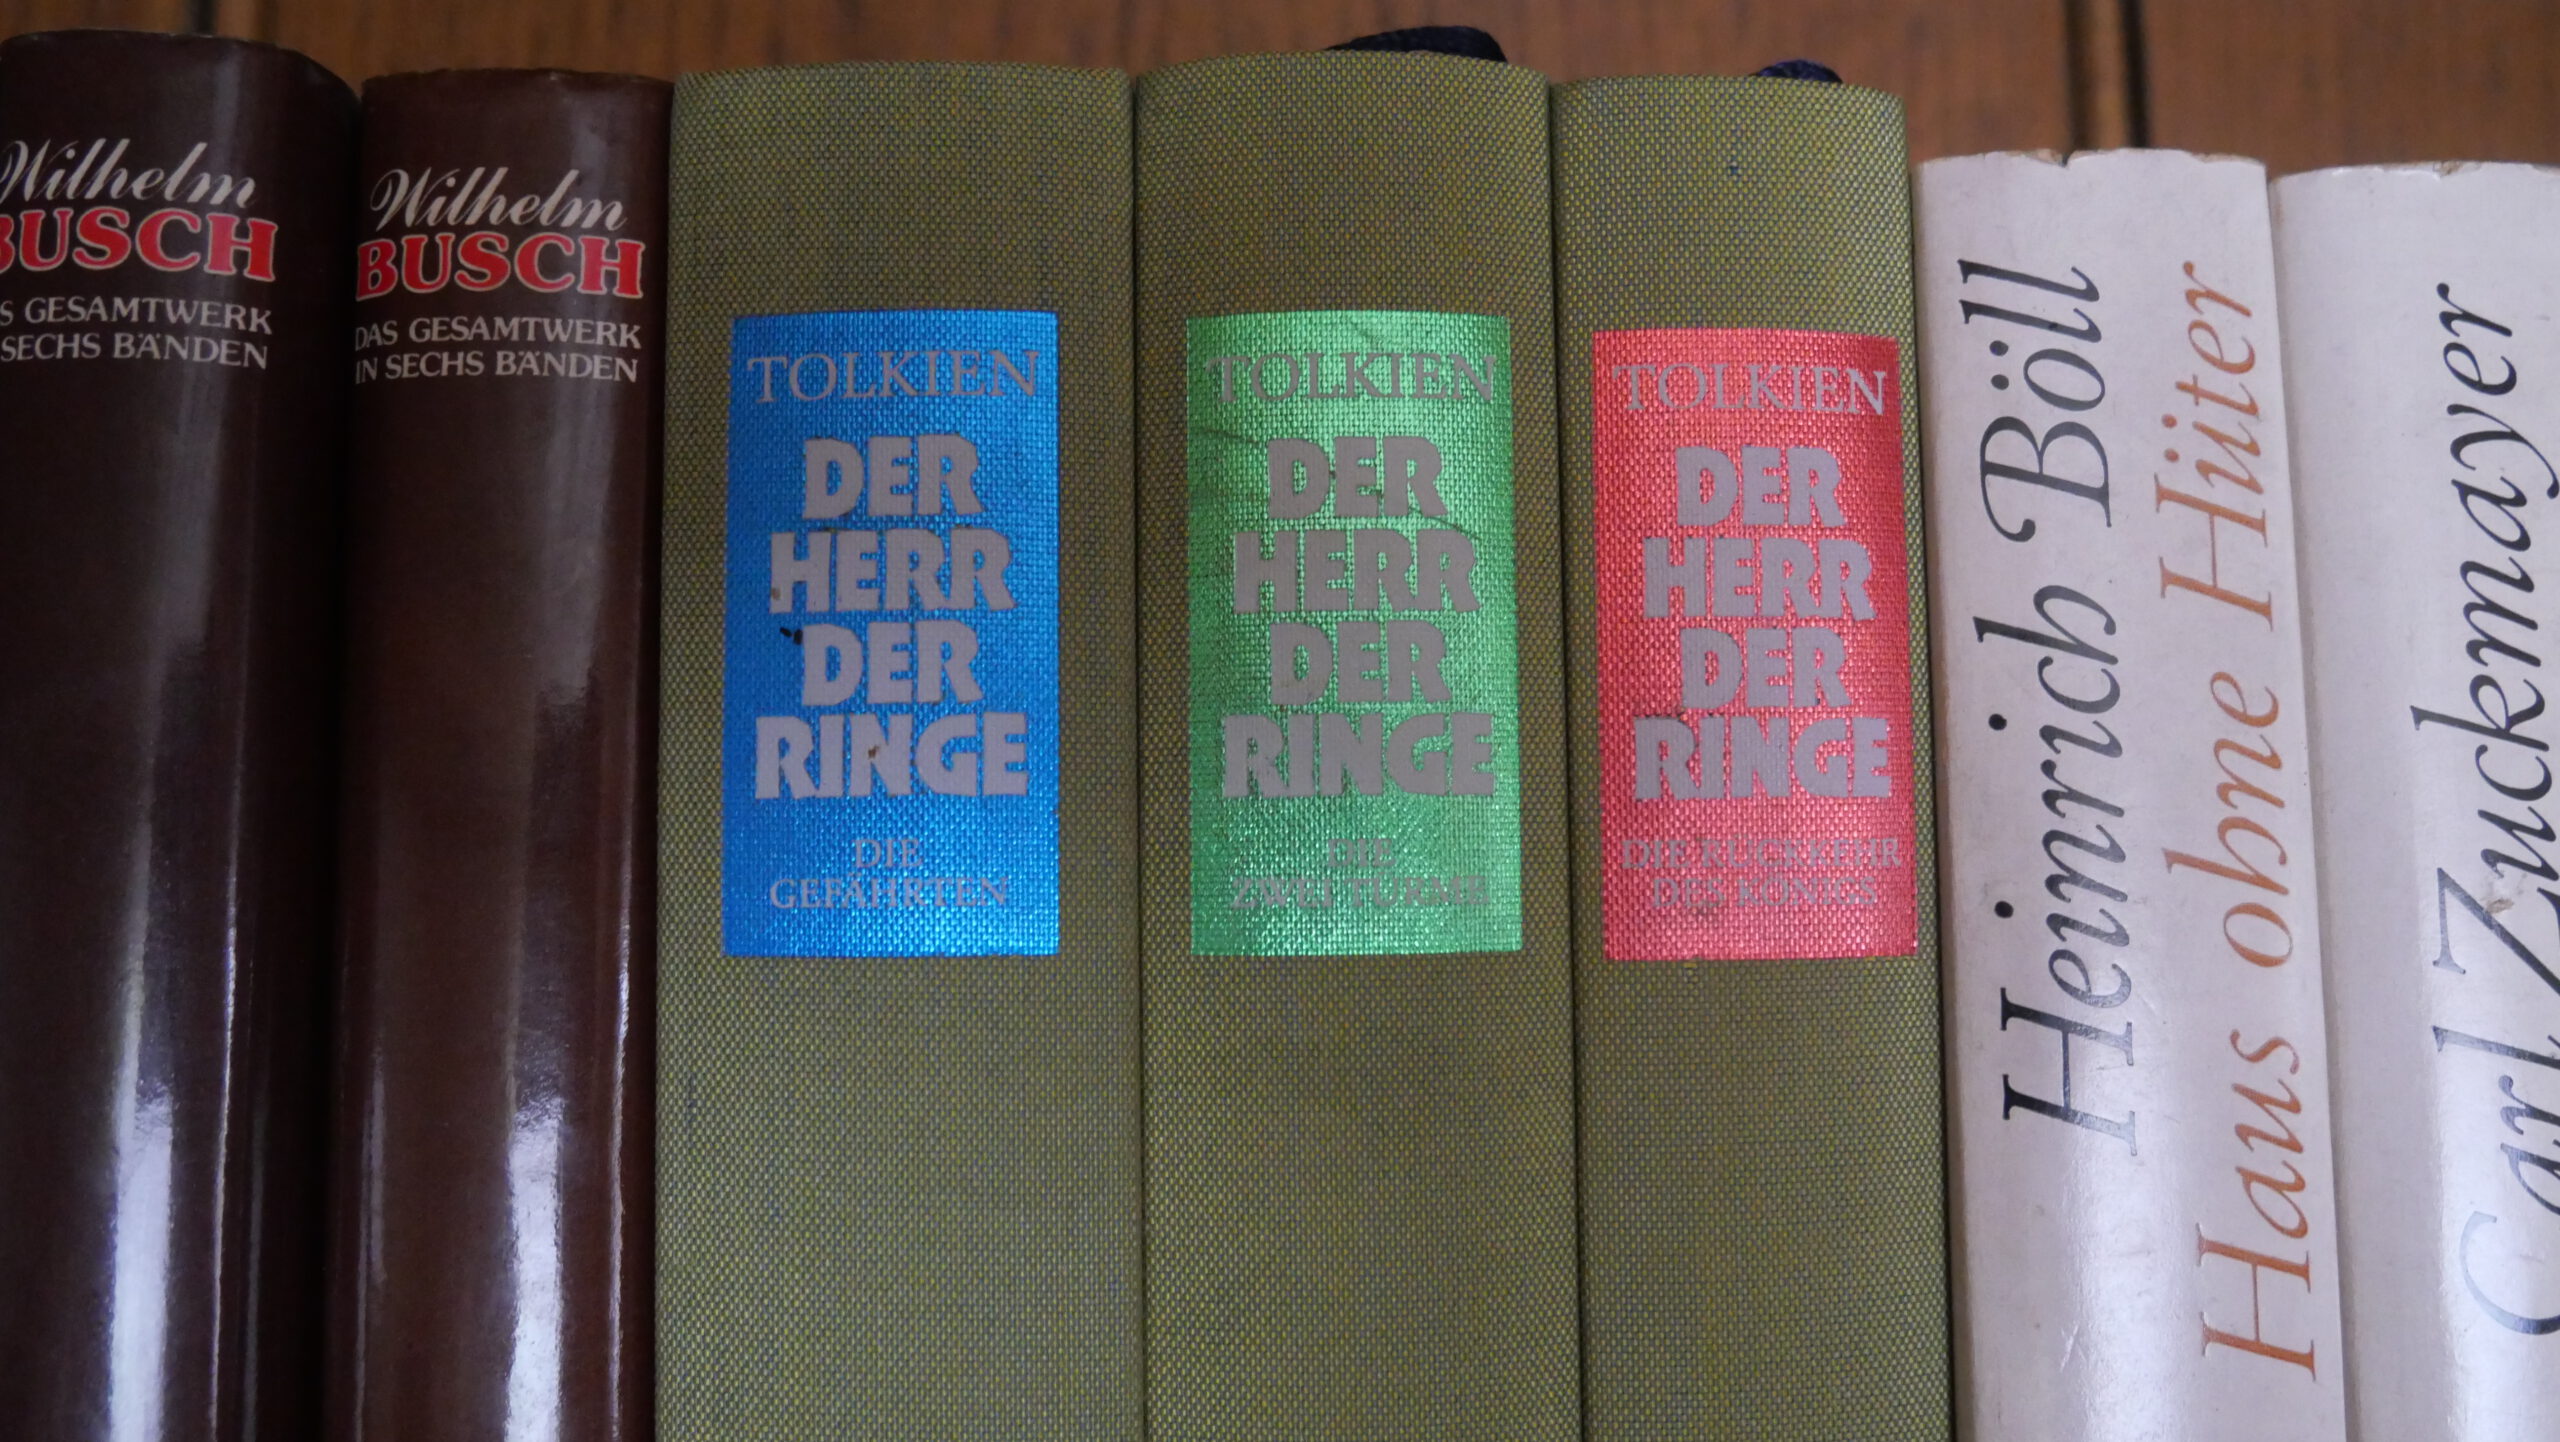 Wilhelm
BUSCH
S GESAMTWERK
SECHS BÄNDEN
Wilhelm
BUSCH
DAS GESAMTWERK
IN SECHS BÄNDEN
TOLKIEN
DER
HERR
DER
RINGE
DIE
GEFÄHRTEN
TOLKIEN
DER
HERR
DER
RINGE
DIE
ZWEI TÜRME
TOLKIEN
DER
HERR
DER
RINGE
DIE RÜCKKEHR
DES KÖNIGS
Heinrich Böll
Haus ohne Hüter
Carl Zuckmayer